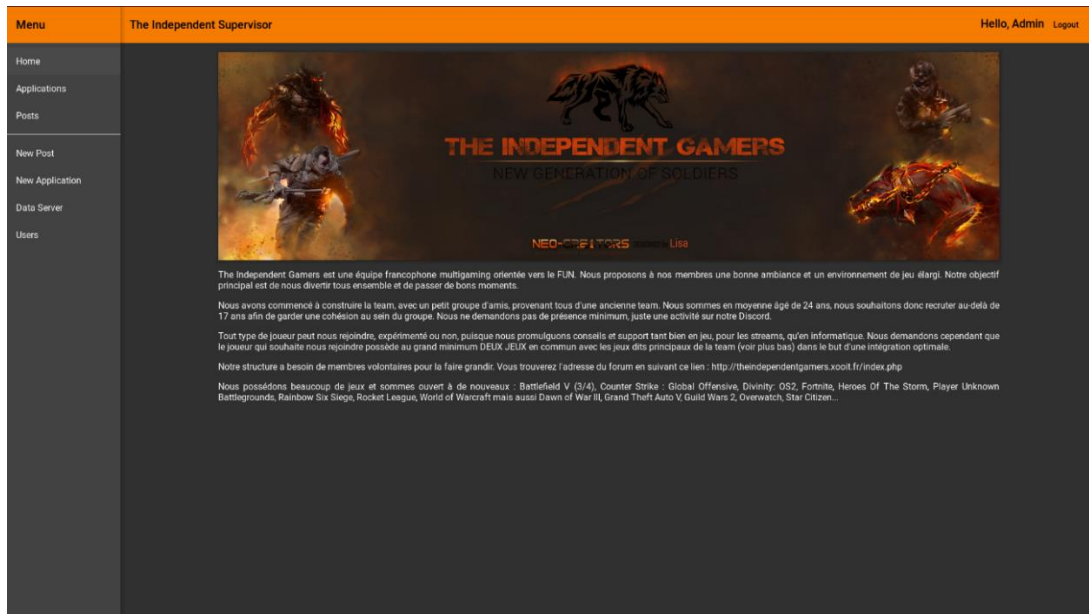 Menu
The Independent Supervisor
Hello, Admin Logout
Home
Applications
Posts
New Post
New Application
Data Server
Users
THE INDEPENDENT GAMERS
NEW GENERATION OF SOLDIERS
NEO-CREATORS Lisa
The Independent Gamers est une équipe francophone multigaming orientée vers le FUN. Nous proposons à nos membres une bonne ambiance et un environnement de jeu élargi. Notre objectif
principal est de nous divertir tous ensemble et de passer de bons moments.
Nous avons commencé à construire la team, avec un petit groupe d'amis, provenant tous d'une ancienne team. Nous sommes en moyenne âgé de 24 ans, nous souhaitons donc recruter au-delà de
17 ans afin de garder une cohésion au sein du groupe. Nous ne demandons pas de présence minimum, juste une activité sur notre Discord.
Tout type de joueur peut nous rejoindre, expérimenté ou non, puisque nous promulguons conseils et support tant bien en jeu, pour les streams, qu'en informatique. Nous demandons cependant que
le joueur qui souhaite nous rejoindre possède au grand minimum DEUX JEUX en commun avec les jeux dits principaux de la team (voir plus bas) dans le but d'une intégration optimale.
Notre structure a besoin de membres volontaires pour la faire grandir. Vous trouverez l'adresse du forum en suivant ce lien : http://theindependentgamers.xooit.fr/index.php
Nous possédons beaucoup de jeux et sommes ouvert à de nouveaux : Battlefield V (3/4), Counter Strike : Global Offensive, Divinity: OS2, Fortnite, Heroes Of The Storm, Player Unknown
Battlegrounds, Rainbow Six Siege, Rocket League, World of Warcraft mais aussi Dawn of War III, Grand Theft Auto V, Guild Wars 2, Overwatch, Star Citizen...